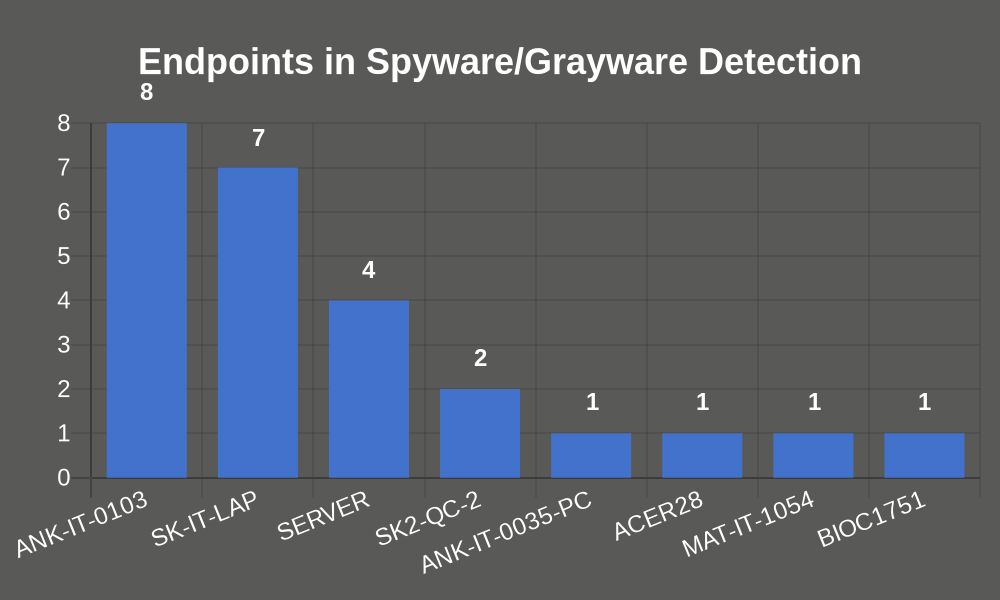 Endpoints in Spyware/Grayware Detection
8
7
4
2
1
1
1
1
8
7
6
5
4
3
2
1
0
ANK-IT-0103
SK-IT-LAP
SERVER
SK2-QC-2
ANK-IT-0035-PC
ACER28
MAT-IT-1054
BIOC1751